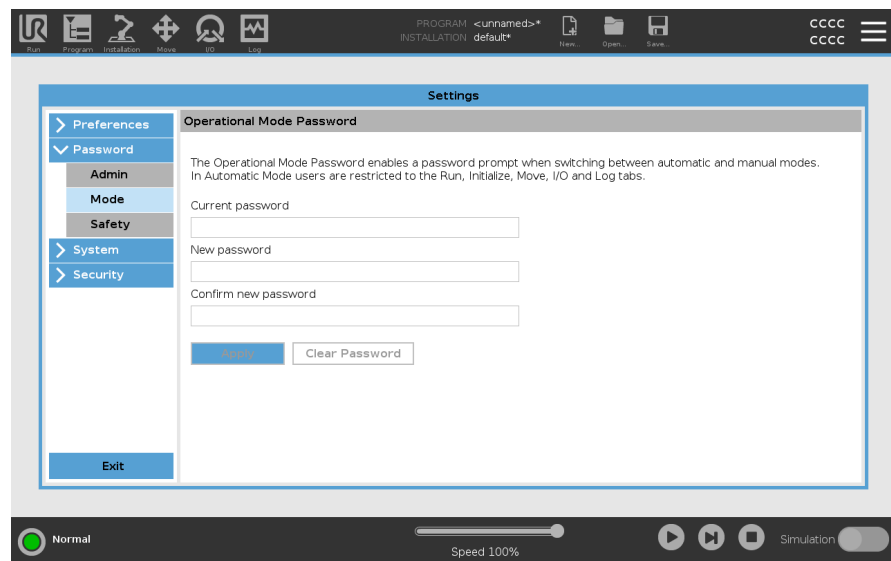 PROGRAM <unnamed>*
INSTALLATION default*
CCCC
CCCC
Run
Program
Installation
Move
I/O
Log
New...
Open...
Save...
Settings
Preferences
Password
Admin
Mode
Safety
System
Security
Exit
Operational Mode Password
The Operational Mode Password enables a password prompt when switching between automatic and manual modes.
In Automatic Mode users are restricted to the Run, Initialize, Move, I/O and Log tabs.
Current password
New password
Confirm new password
Apply
Clear Password
Normal
Speed 100%
Simulation